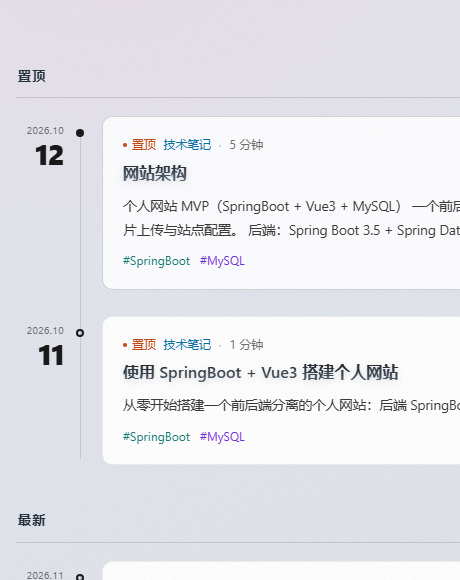 置顶
2026.10
12
置顶 技术笔记 · 5 分钟
网站架构
个人网站 MVP（SpringBoot + Vue3 + MySQL） 一个前后
片上传与站点配置。 后端：Spring Boot 3.5 + Spring Dat
#SpringBoot #MySQL
2026.10
11
置顶 技术笔记 · 1 分钟
使用 SpringBoot + Vue3 搭建个人网站
从零开始搭建一个前后端分离的个人网站：后端 SpringBo
#SpringBoot #MySQL
最新
2026.11